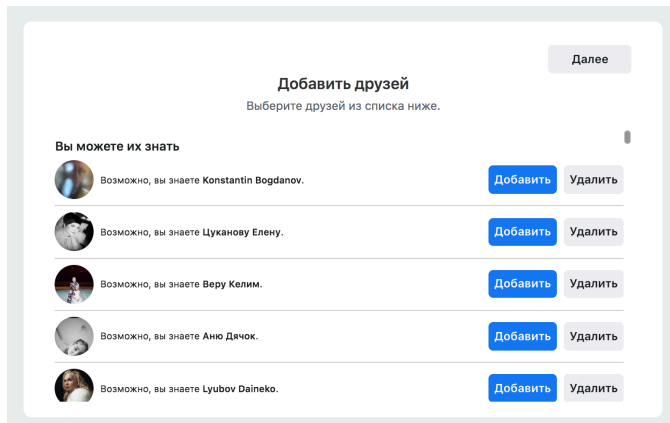 Далее
Добавить друзей
Выберите друзей из списка ниже.
Вы можете их знать
Возможно, вы знаете Konstantin Bogdanov. Добавить Удалить
Возможно, вы знаете Цуканову Елену. Добавить Удалить
Возможно, вы знаете Веру Келим. Добавить Удалить
Возможно, вы знаете Аню Дячок. Добавить Удалить
Возможно, вы знаете Lyubov Daineko. Добавить Удалить